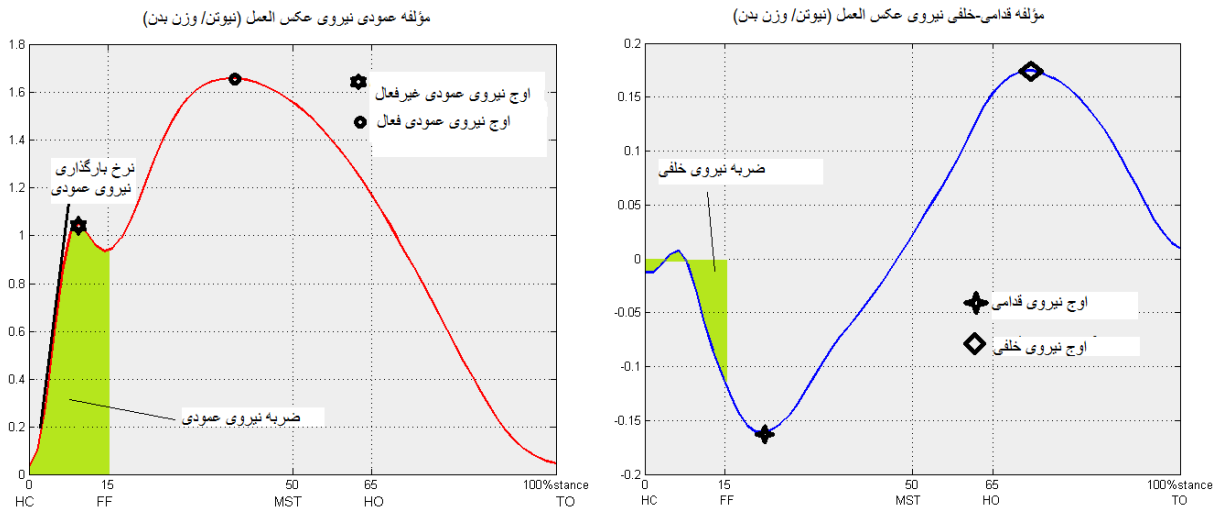 مؤلفه عمودی نیروی عکس العمل (نیوتن/ وزن بدن)
1.8
1.6
1.4
1.2
1
0.8
0.6
0.4
0.2
0
اوج نیروی عمودی غیرفعال
اوج نیروی عمودی فعال
نرخ بارگذاری
نیروی عمودی
ضربه نیروی عمودی
0 15 50 65 100%stance
HC FF MST HO TO
مؤلفه قدامی-خلفی نیروی عکس العمل (نیوتن/ وزن بدن)
0.2
0.15
0.1
0.05
0
-0.05
-0.1
-0.15
-0.2
ضربه نیروی خلفی
اوج نیروی قدامی
اوج نیروی خلفی
0 15 50 65 100%stance
HC FF MST HO TO